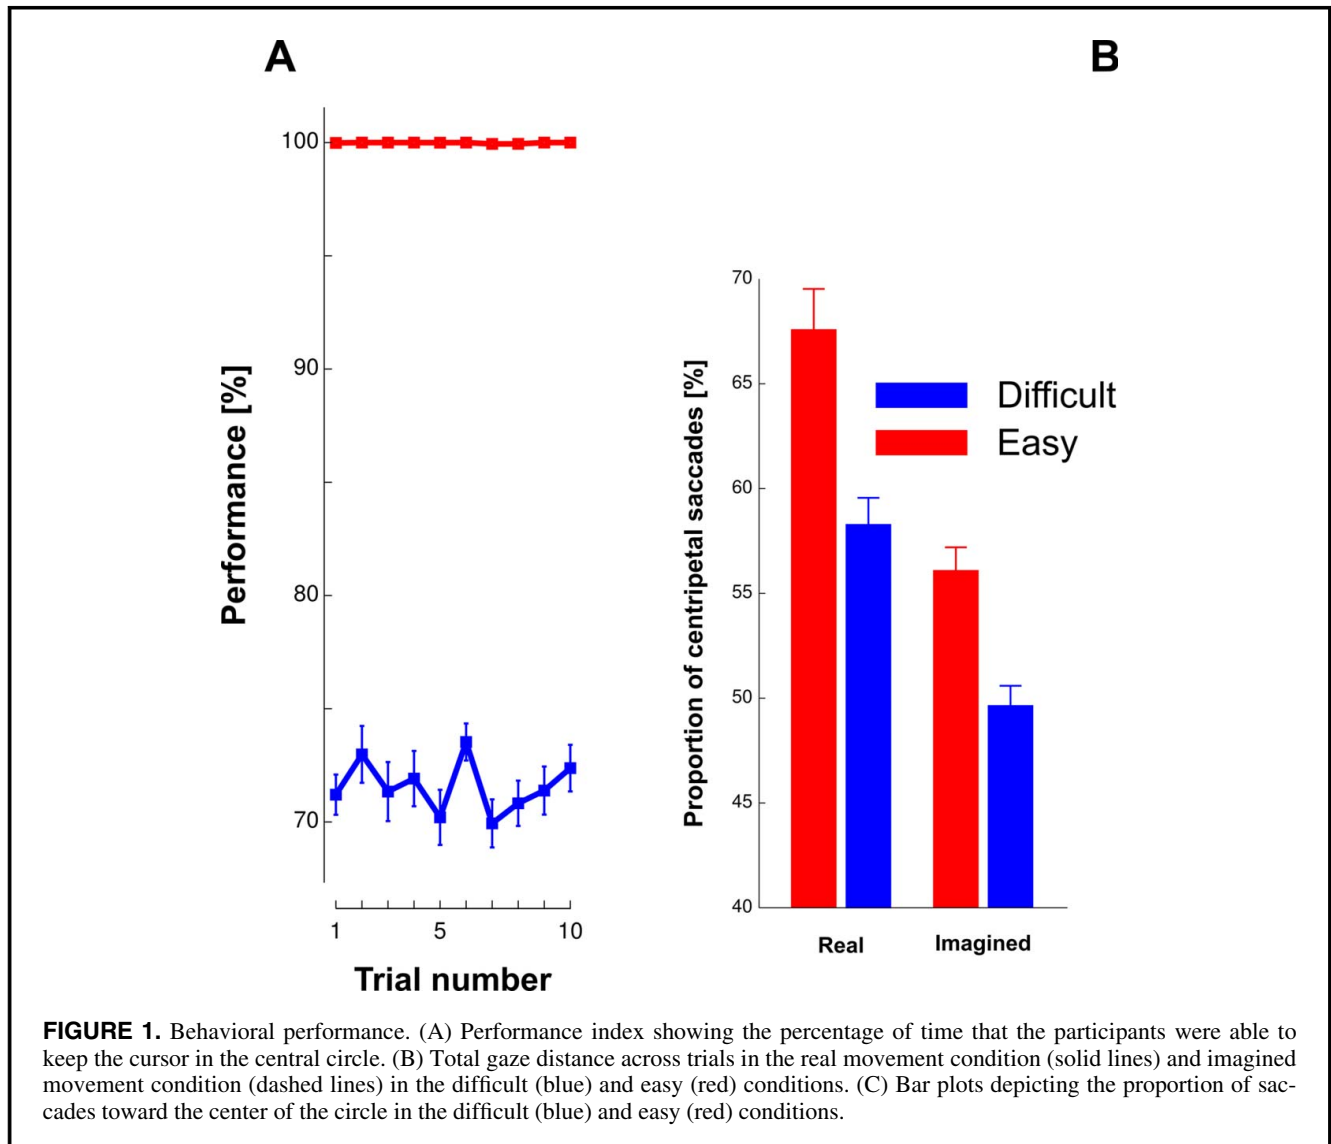 A
B
100
90
80
70
Performance [%]
1 5 10
Trial number
70
65
60
55
50
45
40
Proportion of centripetal saccades [%]
Difficult
Easy
Real Imagined
FIGURE 1. Behavioral performance. (A) Performance index showing the percentage of time that the participants were able to
keep the cursor in the central circle. (B) Total gaze distance across trials in the real movement condition (solid lines) and imagined
movement condition (dashed lines) in the difficult (blue) and easy (red) conditions. (C) Bar plots depicting the proportion of sac-
cades toward the center of the circle in the difficult (blue) and easy (red) conditions.